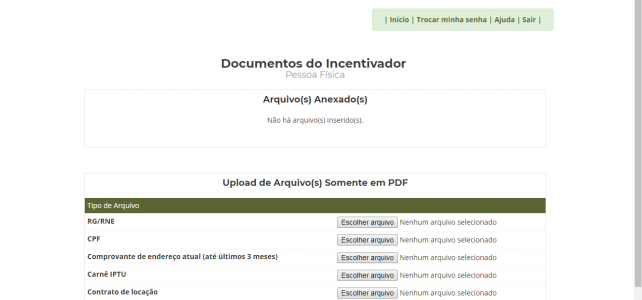 | Início | Trocar minha senha | Ajuda | Sair |
Documentos do Incentivador
Pessoa Física
Arquivo(s) Anexado(s)
Não há arquivo(s) inserido(s).
Upload de Arquivo(s) Somente em PDF
Tipo de Arquivo
RG/RNE Escolher arquivo Nenhum arquivo selecionado
CPF Escolher arquivo Nenhum arquivo selecionado
Comprovante de endereço atual (até últimos 3 meses) Escolher arquivo Nenhum arquivo selecionado
Carnê IPTU Escolher arquivo Nenhum arquivo selecionado
Contrato de locação Escolher arquivo Nenhum arquivo selecionado